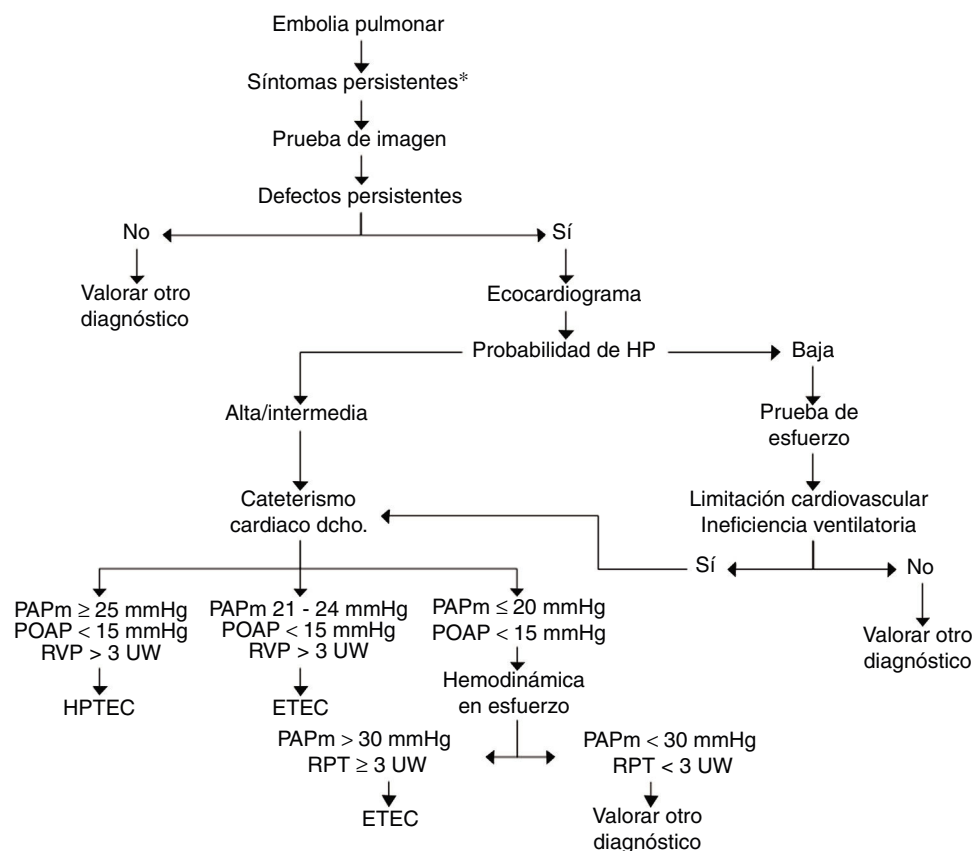 Embolia pulmonar
Síntomas persistentes*
Prueba de imagen
Defectos persistentes
No
Sí
Valorar otro
diagnóstico
Ecocardiograma
Probabilidad de HP
Baja
Alta/intermedia
Prueba de
esfuerzo
Cateterismo
cardiaco dcho.
Limitación cardiovascular
Ineficiencia ventilatoria
Sí
No
Valorar otro
diagnóstico
PAPm ≥ 25 mmHg
POAP < 15 mmHg
RVP > 3 UW
HPTEC
PAPm 21 - 24 mmHg
POAP < 15 mmHg
RVP > 3 UW
ETEC
PAPm ≤ 20 mmHg
POAP < 15 mmHg
Hemodinámica
en esfuerzo
PAPm > 30 mmHg
RPT ≥ 3 UW
ETEC
PAPm < 30 mmHg
RPT < 3 UW
Valorar otro
diagnóstico